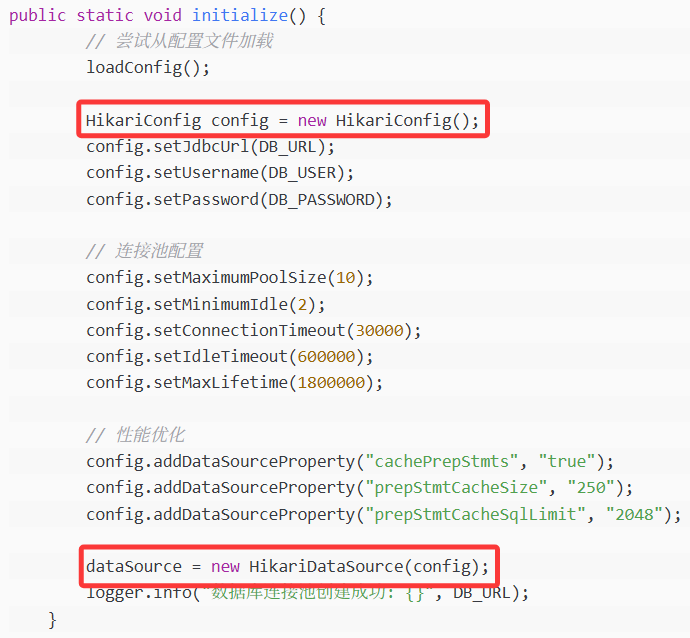 public static void initialize() {
// 尝试从配置文件加载
loadConfig();
HikariConfig config = new HikariConfig();
config.setJdbcUrl(DB_URL);
config.setUsername(DB_USER);
config.setPassword(DB_PASSWORD);
// 连接池配置
config.setMaximumPoolSize(10);
config.setMinimumIdle(2);
config.setConnectionTimeout(30000);
config.setIdleTimeout(600000);
config.setMaxLifetime(1800000);
// 性能优化
config.addDataSourceProperty("cachePrepStmts", "true");
config.addDataSourceProperty("prepStmtCacheSize", "250");
config.addDataSourceProperty("prepStmtCacheSqlLimit", "2048");
dataSource = new HikariDataSource(config);
logger.info("数据库连接池创建成功: {}", DB_URL);
}